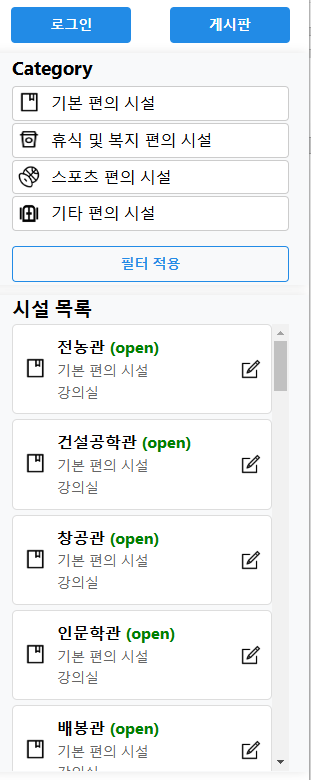 로그인 게시판
Category
기본 편의 시설
휴식 및 복지 편의 시설
스포츠 편의 시설
기타 편의 시설
필터 적용
시설 목록
전농관 (open)
기본 편의 시설
강의실
건설공학관 (open)
기본 편의 시설
강의실
창공관 (open)
기본 편의 시설
강의실
인문학관 (open)
기본 편의 시설
강의실
배봉관 (open)
기본 편의 시설
강의실